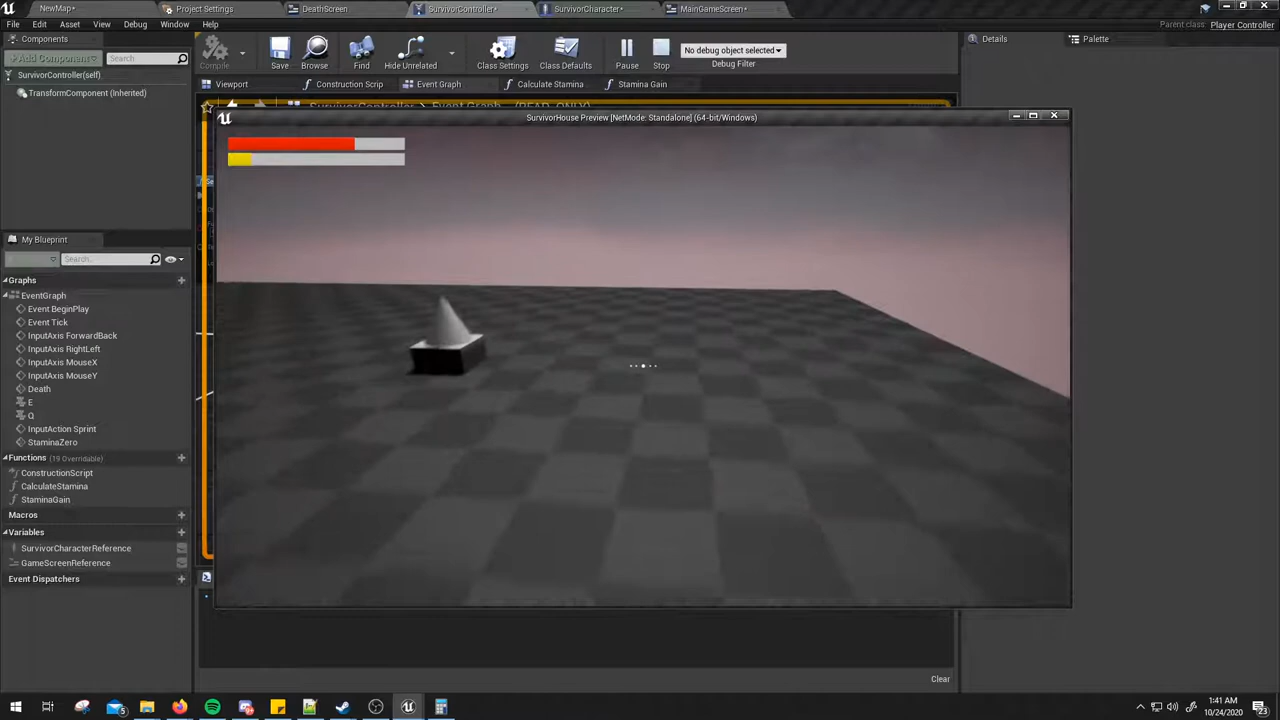 NewMap*
Project Settings
DeathScreen
SurvivorController*
SurvivorCharacter*
MainGameScreen*
File Edit Asset View Debug Window Help
Parent class: Player Controller
Components
Add Component
Search
SurvivorController(self)
TransformComponent (Inherited)
Compile
Save
Browse
Find
Hide Unrelated
Class Settings
Class Defaults
Pause
Stop
No debug object selected
Debug Filter
Details
Palette
Viewport
Construction Scrip
Event Graph
Calculate Stamina
Stamina Gain
SurvivorController > Event Graph (READ-ONLY)
SurvivorHouse Preview [NetMode: Standalone] (64-bit/Windows)
My Blueprint
Search
Graphs
EventGraph
Event BeginPlay
Event Tick
InputAxis ForwardBack
InputAxis RightLeft
InputAxis MouseX
InputAxis MouseY
Death
E
Q
InputAction Sprint
StaminaZero
Functions (19 Overridable)
ConstructionScript
CalculateStamina
StaminaGain
Macros
Variables
SurvivorCharacterReference
GameScreenReference
Event Dispatchers
Clear
1:41 AM
10/24/2020